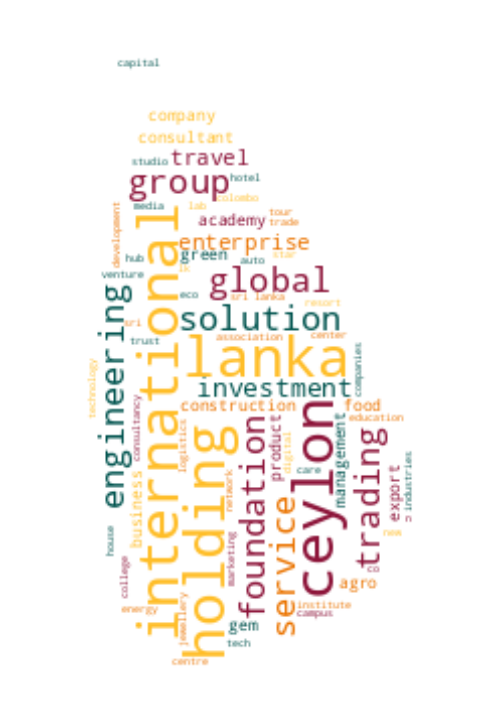 capital
company
consultant
studio
travel
group
hotel
media
lab
colombo
development
academy
tour
trade
enterprise
hub
green
auto
star
venture
lk
global
engineering
international
eco
sri lanka
resort
solution
sri
trust
association
center
lanka
companies
investment
technology
consultancy
construction
food
education
logistics
holding
foundation
product
digital
ceylon
management
trading
care
business
network
export
industries
service
new
house
marketing
co
college
agro
energy
jewellery
institute
campus
gem
tech
centre